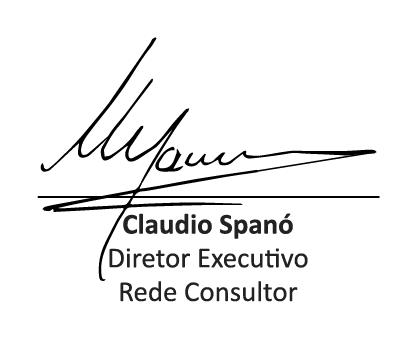 Claudio Spanó
Diretor Executivo
Rede Consultor